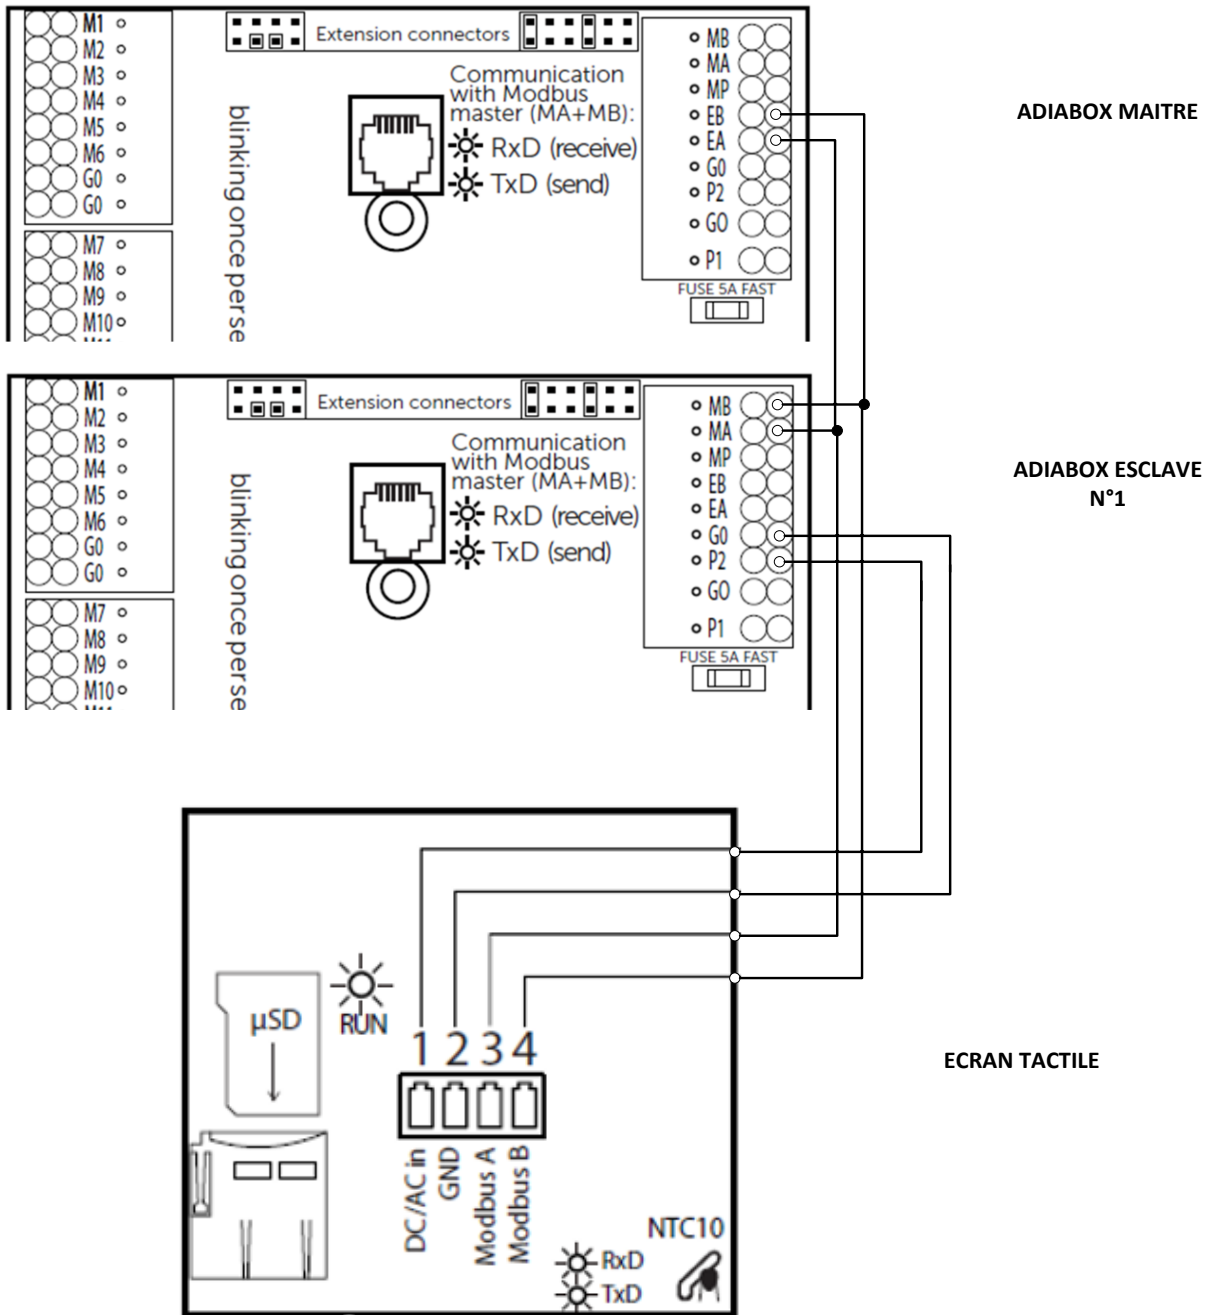 M1
M2
M3
M4
M5
M6
G0
G0
M7
M8
M9
M10
blinking once per se
Extension connectors
Communication
with Modbus
master (MA+MB):
RxD (receive)
TxD (send)
MB
MA
MP
EB
EA
G0
P2
GO
P1
FUSE 5A FAST
ADIABOX MAITRE
M1
M2
M3
M4
M5
M6
G0
G0
M7
M8
M9
M10
blinking once per se
Extension connectors
Communication
with Modbus
master (MA+MB):
RxD (receive)
TxD (send)
MB
MA
MP
EB
EA
G0
P2
GO
P1
FUSE 5A FAST
ADIABOX ESCLAVE
N°1
µSD
RUN
1 2 3 4
DC/AC in
GND
Modbus A
Modbus B
NTC10
RxD
TxD
ECRAN TACTILE